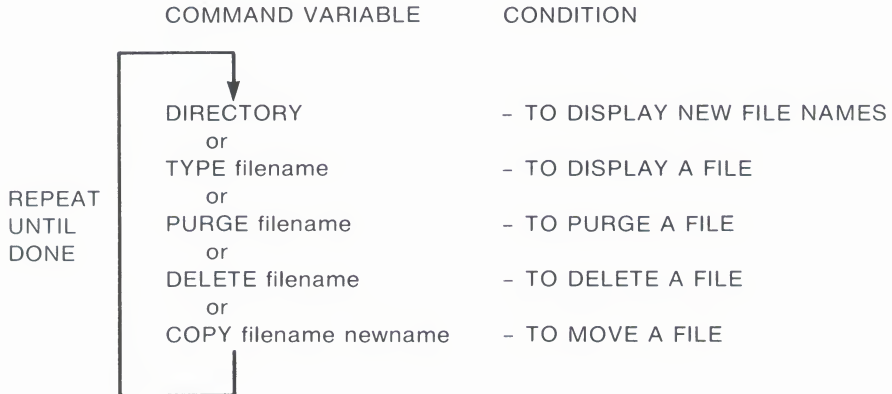 COMMAND VARIABLE CONDITION
DIRECTORY – TO DISPLAY NEW FILE NAMES
or
TYPE filename – TO DISPLAY A FILE
or
REPEAT
UNTIL
DONE
PURGE filename – TO PURGE A FILE
or
DELETE filename – TO DELETE A FILE
or
COPY filename newname – TO MOVE A FILE